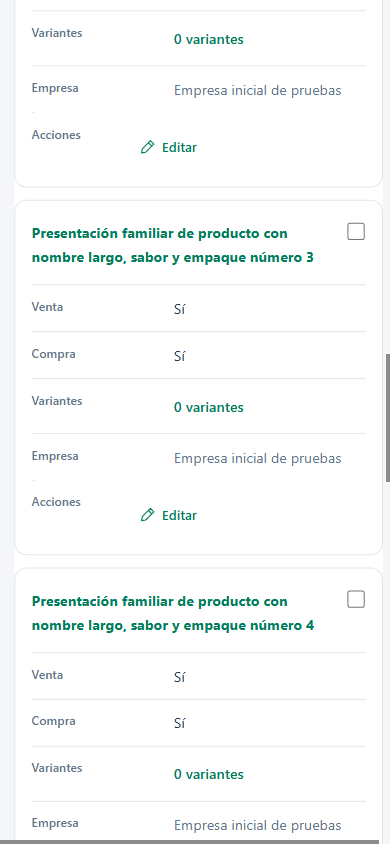 Variantes
0 variantes
Empresa
Empresa inicial de pruebas
Acciones
Editar
Presentación familiar de producto con
nombre largo, sabor y empaque número 3
Venta
Sí
Compra
Sí
Variantes
0 variantes
Empresa
Empresa inicial de pruebas
Acciones
Editar
Presentación familiar de producto con
nombre largo, sabor y empaque número 4
Venta
Sí
Compra
Sí
Variantes
0 variantes
Empresa
Empresa inicial de pruebas